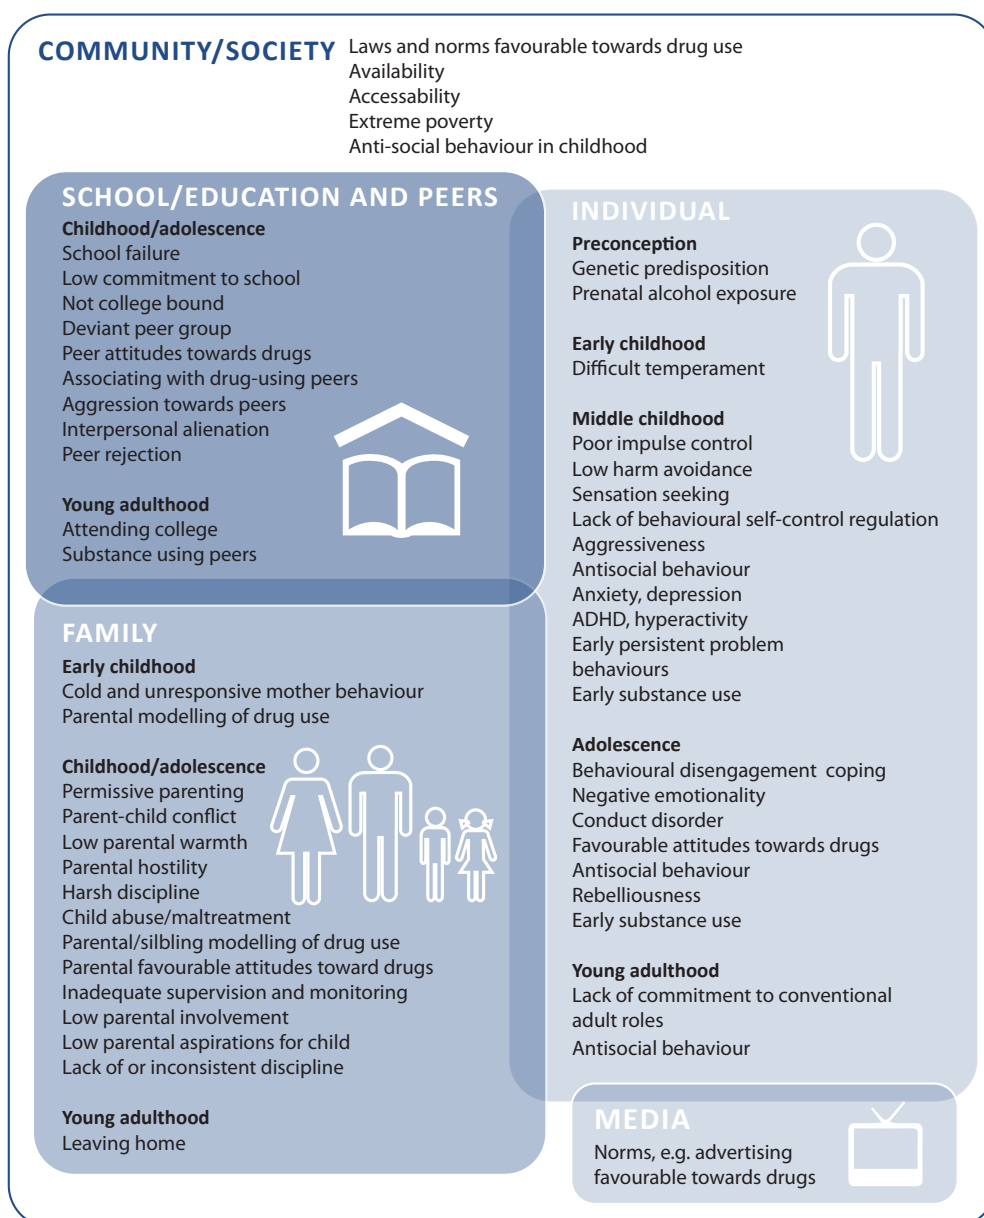 COMMUNITY/SOCIETY
Laws and norms favourable towards drug use
Availability
Accessability
Extreme poverty
Anti-social behaviour in childhood
SCHOOL/EDUCATION AND PEERS
Childhood/adolescence
School failure
Low commitment to school
Not college bound
Deviant peer group
Peer attitudes towards drugs
Associating with drug-using peers
Aggression towards peers
Interpersonal alienation
Peer rejection
Young adulthood
Attending college
Substance using peers
FAMILY
Early childhood
Cold and unresponsive mother behaviour
Parental modelling of drug use
Childhood/adolescence
Permissive parenting
Parent-child conflict
Low parental warmth
Parental hostility
Harsh discipline
Child abuse/maltreatment
Parental/silbling modelling of drug use
Parental favourable attitudes toward drugs
Inadequate supervision and monitoring
Low parental involvement
Low parental aspirations for child
Lack of or inconsistent discipline
Young adulthood
Leaving home
INDIVIDUAL
Preconception
Genetic predisposition
Prenatal alcohol exposure
Early childhood
Difficult temperament
Middle childhood
Poor impulse control
Low harm avoidance
Sensation seeking
Lack of behavioural self-control regulation
Aggressiveness
Antisocial behaviour
Anxiety, depression
ADHD, hyperactivity
Early persistent problem
behaviours
Early substance use
Adolescence
Behavioural disengagement coping
Negative emotionality
Conduct disorder
Favourable attitudes towards drugs
Antisocial behaviour
Rebelliousness
Early substance use
Young adulthood
Lack of commitment to conventional
adult roles
Antisocial behaviour
MEDIA
Norms, e.g. advertising
favourable towards drugs